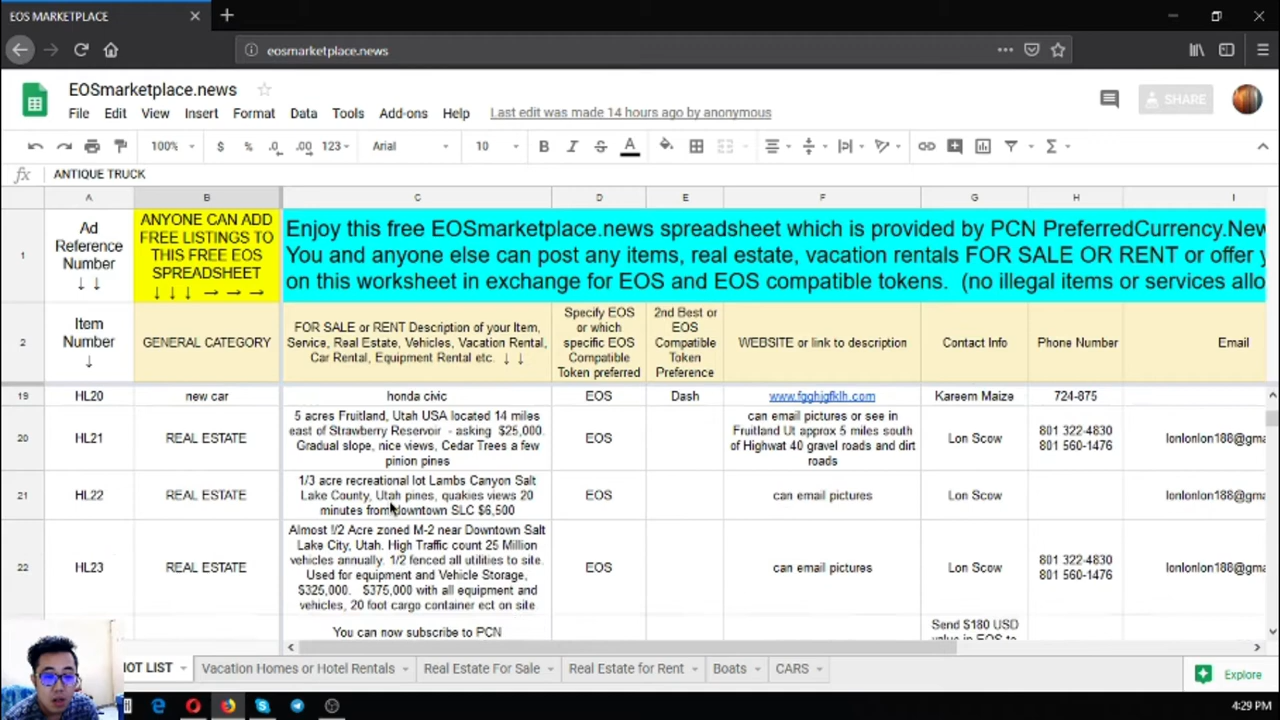 EOS MARKETPLACE
eosmarketplace.news
EOSmarketplace.news
File Edit View Insert Format Data Tools Add-ons Help Last edit was made 14 hours ago by anonymous
SHARE
100% $ % .0 .00 123 Arial 10 B I S A
fx ANTIQUE TRUCK
A B C D E F G H I
1
Ad
Reference
Number
↓ ↓
ANYONE CAN ADD
FREE LISTINGS TO
THIS FREE EOS
SPREADSHEET
↓ ↓ ↓ → → →
Enjoy this free EOSmarketplace.news spreadsheet which is provided by PCN PreferredCurrency.New
You and anyone else can post any items, real estate, vacation rentals FOR SALE OR RENT or offer y
on this worksheet in exchange for EOS and EOS compatible tokens. (no illegal items or services allo
2
Item
Number
↓
GENERAL CATEGORY
FOR SALE or RENT Description of your Item,
Service, Real Estate, Vehicles, Vacation Rental,
Car Rental, Equipment Rental etc. ↓ ↓
Specify EOS
or which
specific EOS
Compatible
Token preferred
2nd Best or
EOS
Compatible
Token
Preference
WEBSITE or link to description
Contact Info
Phone Number
Email
19 HL20 new car honda civic EOS Dash www.fgghjgfklh.com Kareem Maize 724-875
20 HL21 REAL ESTATE
5 acres Fruitland, Utah USA located 14 miles
east of Strawberry Reservoir - asking $25,000.
Gradual slope, nice views, Cedar Trees a few
pinion pines
EOS
can email pictures or see in
Fruitland Ut approx 5 miles south
of Highwat 40 gravel roads and dirt
roads
Lon Scow
801 322-4830
801 560-1476
lonlonlon188@gma
21 HL22 REAL ESTATE
1/3 acre recreational lot Lambs Canyon Salt
Lake County, Utah pines, quakies views 20
minutes from downtown SLC $6,500
EOS
can email pictures
Lon Scow
lonlonlon188@gma
22 HL23 REAL ESTATE
Almost !/2 Acre zoned M-2 near Downtown Salt
Lake City, Utah. High Traffic count 25 Million
vehicles annually. 1/2 fenced all utilities to site.
Used for equipment and Vehicle Storage,
$325,000. $375,000 with all equipment and
vehicles, 20 foot cargo container ect on site
EOS
can email pictures
Lon Scow
801 322-4830
801 560-1476
lonlonlon188@gma
You can now subscribe to PCN
Send $180 USD
value in EOS to
HOT LIST Vacation Homes or Hotel Rentals Real Estate For Sale Real Estate for Rent Boats CARS
Explore
4:29 PM